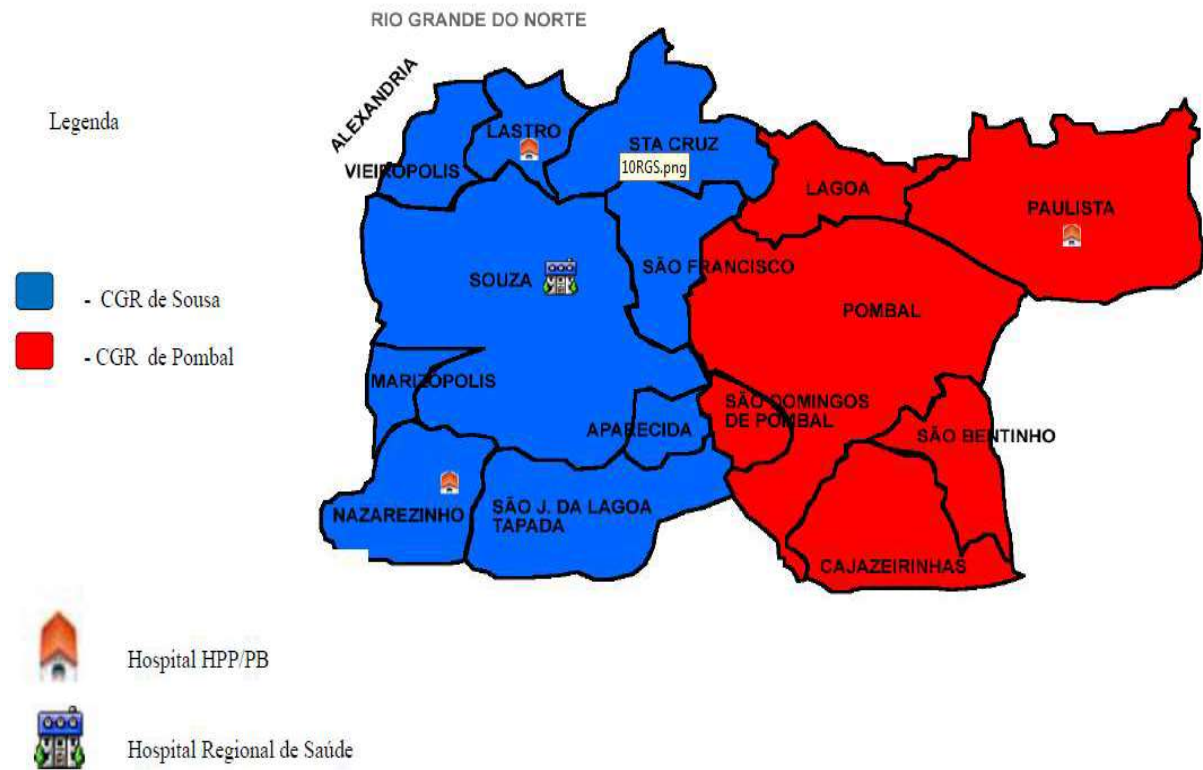 RIO GRANDE DO NORTE
ALEXANDRIA
Legenda
LASTRO
STA CRUZ
10RGS.png
VIEIRÓPOLIS
LAGOA
PAULISTA
SOUZA
SÃO FRANCISCO
- CGR de Sousa
POMBAL
- CGR de Pombal
MARIZÓPOLIS
SÃO DOMINGOS
DE POMBAL
APARECIDA
SÃO BENTINHO
NAZAREZINHO
SÃO J. DA LAGOA
TAPADA
CAJAZEIRINHAS
Hospital HPP/PB
Hospital Regional de Saúde